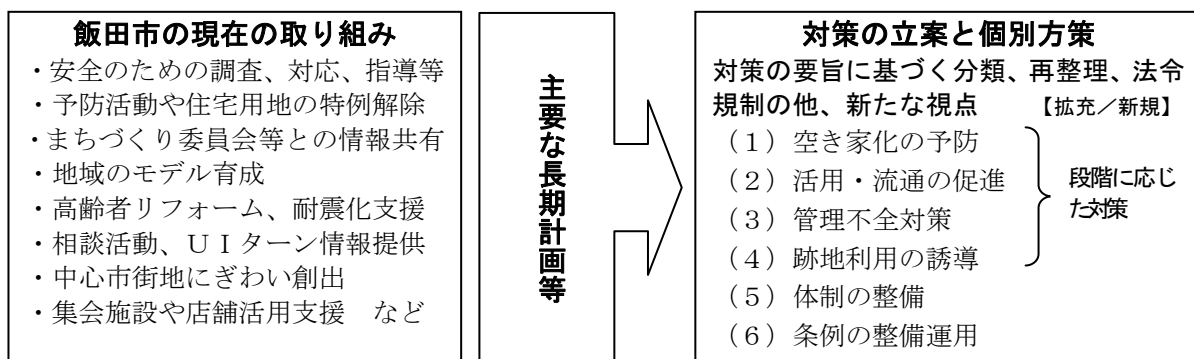 飯田市の現在の取り組み
・安全のための調査、対応、指導等
・予防活動や住宅用地の特例解除
・まちづくり委員会等との情報共有
・地域のモデル育成
・高齢者リフォーム、耐震化支援
・相談活動、ＵＩターン情報提供
・中心市街地にぎわい創出
・集会施設や店舗活用支援　など
主要な長期計画等
対策の立案と個別方策
対策の要旨に基づく分類、再整理、法令
規制の他、新たな視点　【拡充／新規】
（１）空き家化の予防
（２）活用・流通の促進
（３）管理不全対策
（４）跡地利用の誘導
（５）体制の整備
（６）条例の整備運用
段階に応じ
た対策